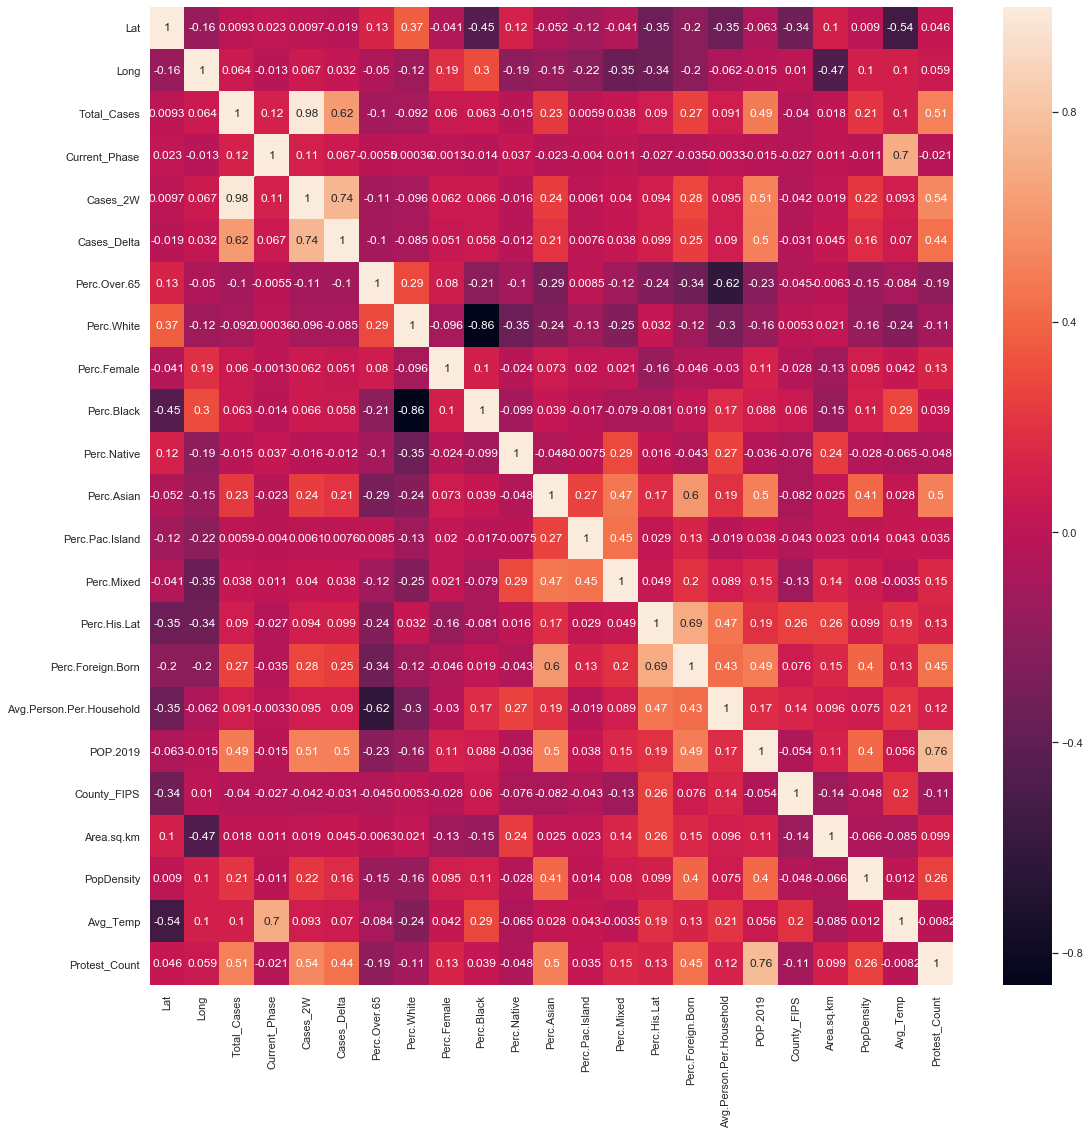 Lat 1 -0.16 0.0093 0.023 0.0097 -0.019 0.13 0.37 -0.041 -0.45 0.12 -0.052 -0.12 -0.041 -0.35 -0.2 -0.35 -0.063 -0.34 0.1 0.009 -0.54 0.046
Long -0.16 1 0.064 -0.013 0.067 0.032 -0.05 -0.12 0.19 0.3 -0.19 -0.15 -0.22 -0.35 -0.34 -0.2 -0.062 -0.015 0.01 -0.47 0.1 0.1 0.059
0.8
Total_Cases 0.0093 0.064 1 0.12 0.98 0.62 -0.1 -0.092 0.06 0.063 -0.015 0.23 0.0059 0.038 0.09 0.27 0.091 0.49 -0.04 0.018 0.21 0.1 0.51
Current_Phase 0.023 -0.013 0.12 1 0.11 0.067 -0.0055 0.00036 -0.0013 -0.014 0.037 -0.023 -0.004 0.011 -0.027 -0.035 -0.0033 -0.015 -0.027 0.011 -0.011 0.7 -0.021
Cases_2W 0.0097 0.067 0.98 0.11 1 0.74 -0.11 -0.096 0.062 0.066 -0.016 0.24 0.0061 0.04 0.094 0.28 0.095 0.51 -0.042 0.019 0.22 0.093 0.54
Cases_Delta -0.019 0.032 0.62 0.067 0.74 1 -0.1 -0.085 0.051 0.058 -0.012 0.21 0.0076 0.038 0.099 0.25 0.09 0.5 -0.031 0.045 0.16 0.07 0.44
Perc.Over.65 0.13 -0.05 -0.1 -0.0055 -0.11 -0.1 1 0.29 0.08 -0.21 -0.1 -0.29 0.0085 -0.12 -0.24 -0.34 -0.62 -0.23 -0.045 -0.0063 -0.15 -0.084 -0.19
0.4
Perc.White 0.37 -0.12 -0.092 0.00036 -0.096 -0.085 0.29 1 -0.096 -0.86 -0.35 -0.24 -0.13 -0.25 0.032 -0.12 -0.3 -0.16 0.0053 0.021 -0.16 -0.24 -0.11
Perc.Female -0.041 0.19 0.06 -0.0013 0.062 0.051 0.08 -0.096 1 0.1 -0.024 0.073 0.02 0.021 -0.16 -0.046 -0.03 0.11 -0.028 -0.13 0.095 0.042 0.13
Perc.Black -0.45 0.3 0.063 -0.014 0.066 0.058 -0.21 -0.86 0.1 1 -0.099 0.039 -0.017 -0.079 -0.081 0.019 0.17 0.088 0.06 -0.15 0.11 0.29 0.039
Perc.Native 0.12 -0.19 -0.015 0.037 -0.016 -0.012 -0.1 -0.35 -0.024 -0.099 1 -0.048 -0.0075 0.29 0.016 -0.043 0.27 -0.036 -0.076 0.24 -0.028 -0.065 -0.048
Perc.Asian -0.052 -0.15 0.23 -0.023 0.24 0.21 -0.29 -0.24 0.073 0.039 -0.048 1 0.27 0.47 0.17 0.6 0.19 0.5 -0.082 0.025 0.41 0.028 0.5
0.0
Perc.Pac.Island -0.12 -0.22 0.0059 -0.004 0.0061 0.0076 0.0085 -0.13 0.02 -0.017 -0.0075 0.27 1 0.45 0.029 0.13 -0.019 0.038 -0.043 0.023 0.014 0.043 0.035
Perc.Mixed -0.041 -0.35 0.038 0.011 0.04 0.038 -0.12 -0.25 0.021 -0.079 0.29 0.47 0.45 1 0.049 0.2 0.089 0.15 -0.13 0.14 0.08 -0.0035 0.15
Perc.His.Lat -0.35 -0.34 0.09 -0.027 0.094 0.099 -0.24 0.032 -0.16 -0.081 0.016 0.17 0.029 0.049 1 0.69 0.47 0.19 0.26 0.26 0.099 0.19 0.13
Perc.Foreign.Born -0.2 -0.2 0.27 -0.035 0.28 0.25 -0.34 -0.12 -0.046 0.019 -0.043 0.6 0.13 0.2 0.69 1 0.43 0.49 0.076 0.15 0.4 0.13 0.45
Avg.Person.Per.Household -0.35 -0.062 0.091 -0.0033 0.095 0.09 -0.62 -0.3 -0.03 0.17 0.27 0.19 -0.019 0.089 0.47 0.43 1 0.17 0.14 0.096 0.075 0.21 0.12
-0.4
POP.2019 -0.063 -0.015 0.49 -0.015 0.51 0.5 -0.23 -0.16 0.11 0.088 -0.036 0.5 0.038 0.15 0.19 0.49 0.17 1 -0.054 0.11 0.4 0.056 0.76
County_FIPS -0.34 0.01 -0.04 -0.027 -0.042 -0.031 -0.045 0.0053 -0.028 0.06 -0.076 -0.082 -0.043 -0.13 0.26 0.076 0.14 -0.054 1 -0.14 -0.048 0.2 -0.11
Area.sq.km 0.1 -0.47 0.018 0.011 0.019 0.045 -0.0063 0.021 -0.13 -0.15 0.24 0.025 0.023 0.14 0.26 0.15 0.096 0.11 -0.14 1 -0.066 -0.085 0.099
PopDensity 0.009 0.1 0.21 -0.011 0.22 0.16 -0.15 -0.16 0.095 0.11 -0.028 0.41 0.014 0.08 0.099 0.4 0.075 0.4 -0.048 -0.066 1 0.012 0.26
Avg_Temp -0.54 0.1 0.1 0.7 0.093 0.07 -0.084 -0.24 0.042 0.29 -0.065 0.028 0.043 -0.0035 0.19 0.13 0.21 0.056 0.2 -0.085 0.012 1 -0.0082
Protest_Count 0.046 0.059 0.51 -0.021 0.54 0.44 -0.19 -0.11 0.13 0.039 -0.048 0.5 0.035 0.15 0.13 0.45 0.12 0.76 -0.11 0.099 0.26 -0.0082 1
-0.8
Lat
Long
Total_Cases
Current_Phase
Cases_2W
Cases_Delta
Perc.Over.65
Perc.White
Perc.Female
Perc.Black
Perc.Native
Perc.Asian
Perc.Pac.Island
Perc.Mixed
Perc.His.Lat
Perc.Foreign.Born
Avg.Person.Per.Household
POP.2019
County_FIPS
Area.sq.km
PopDensity
Avg_Temp
Protest_Count